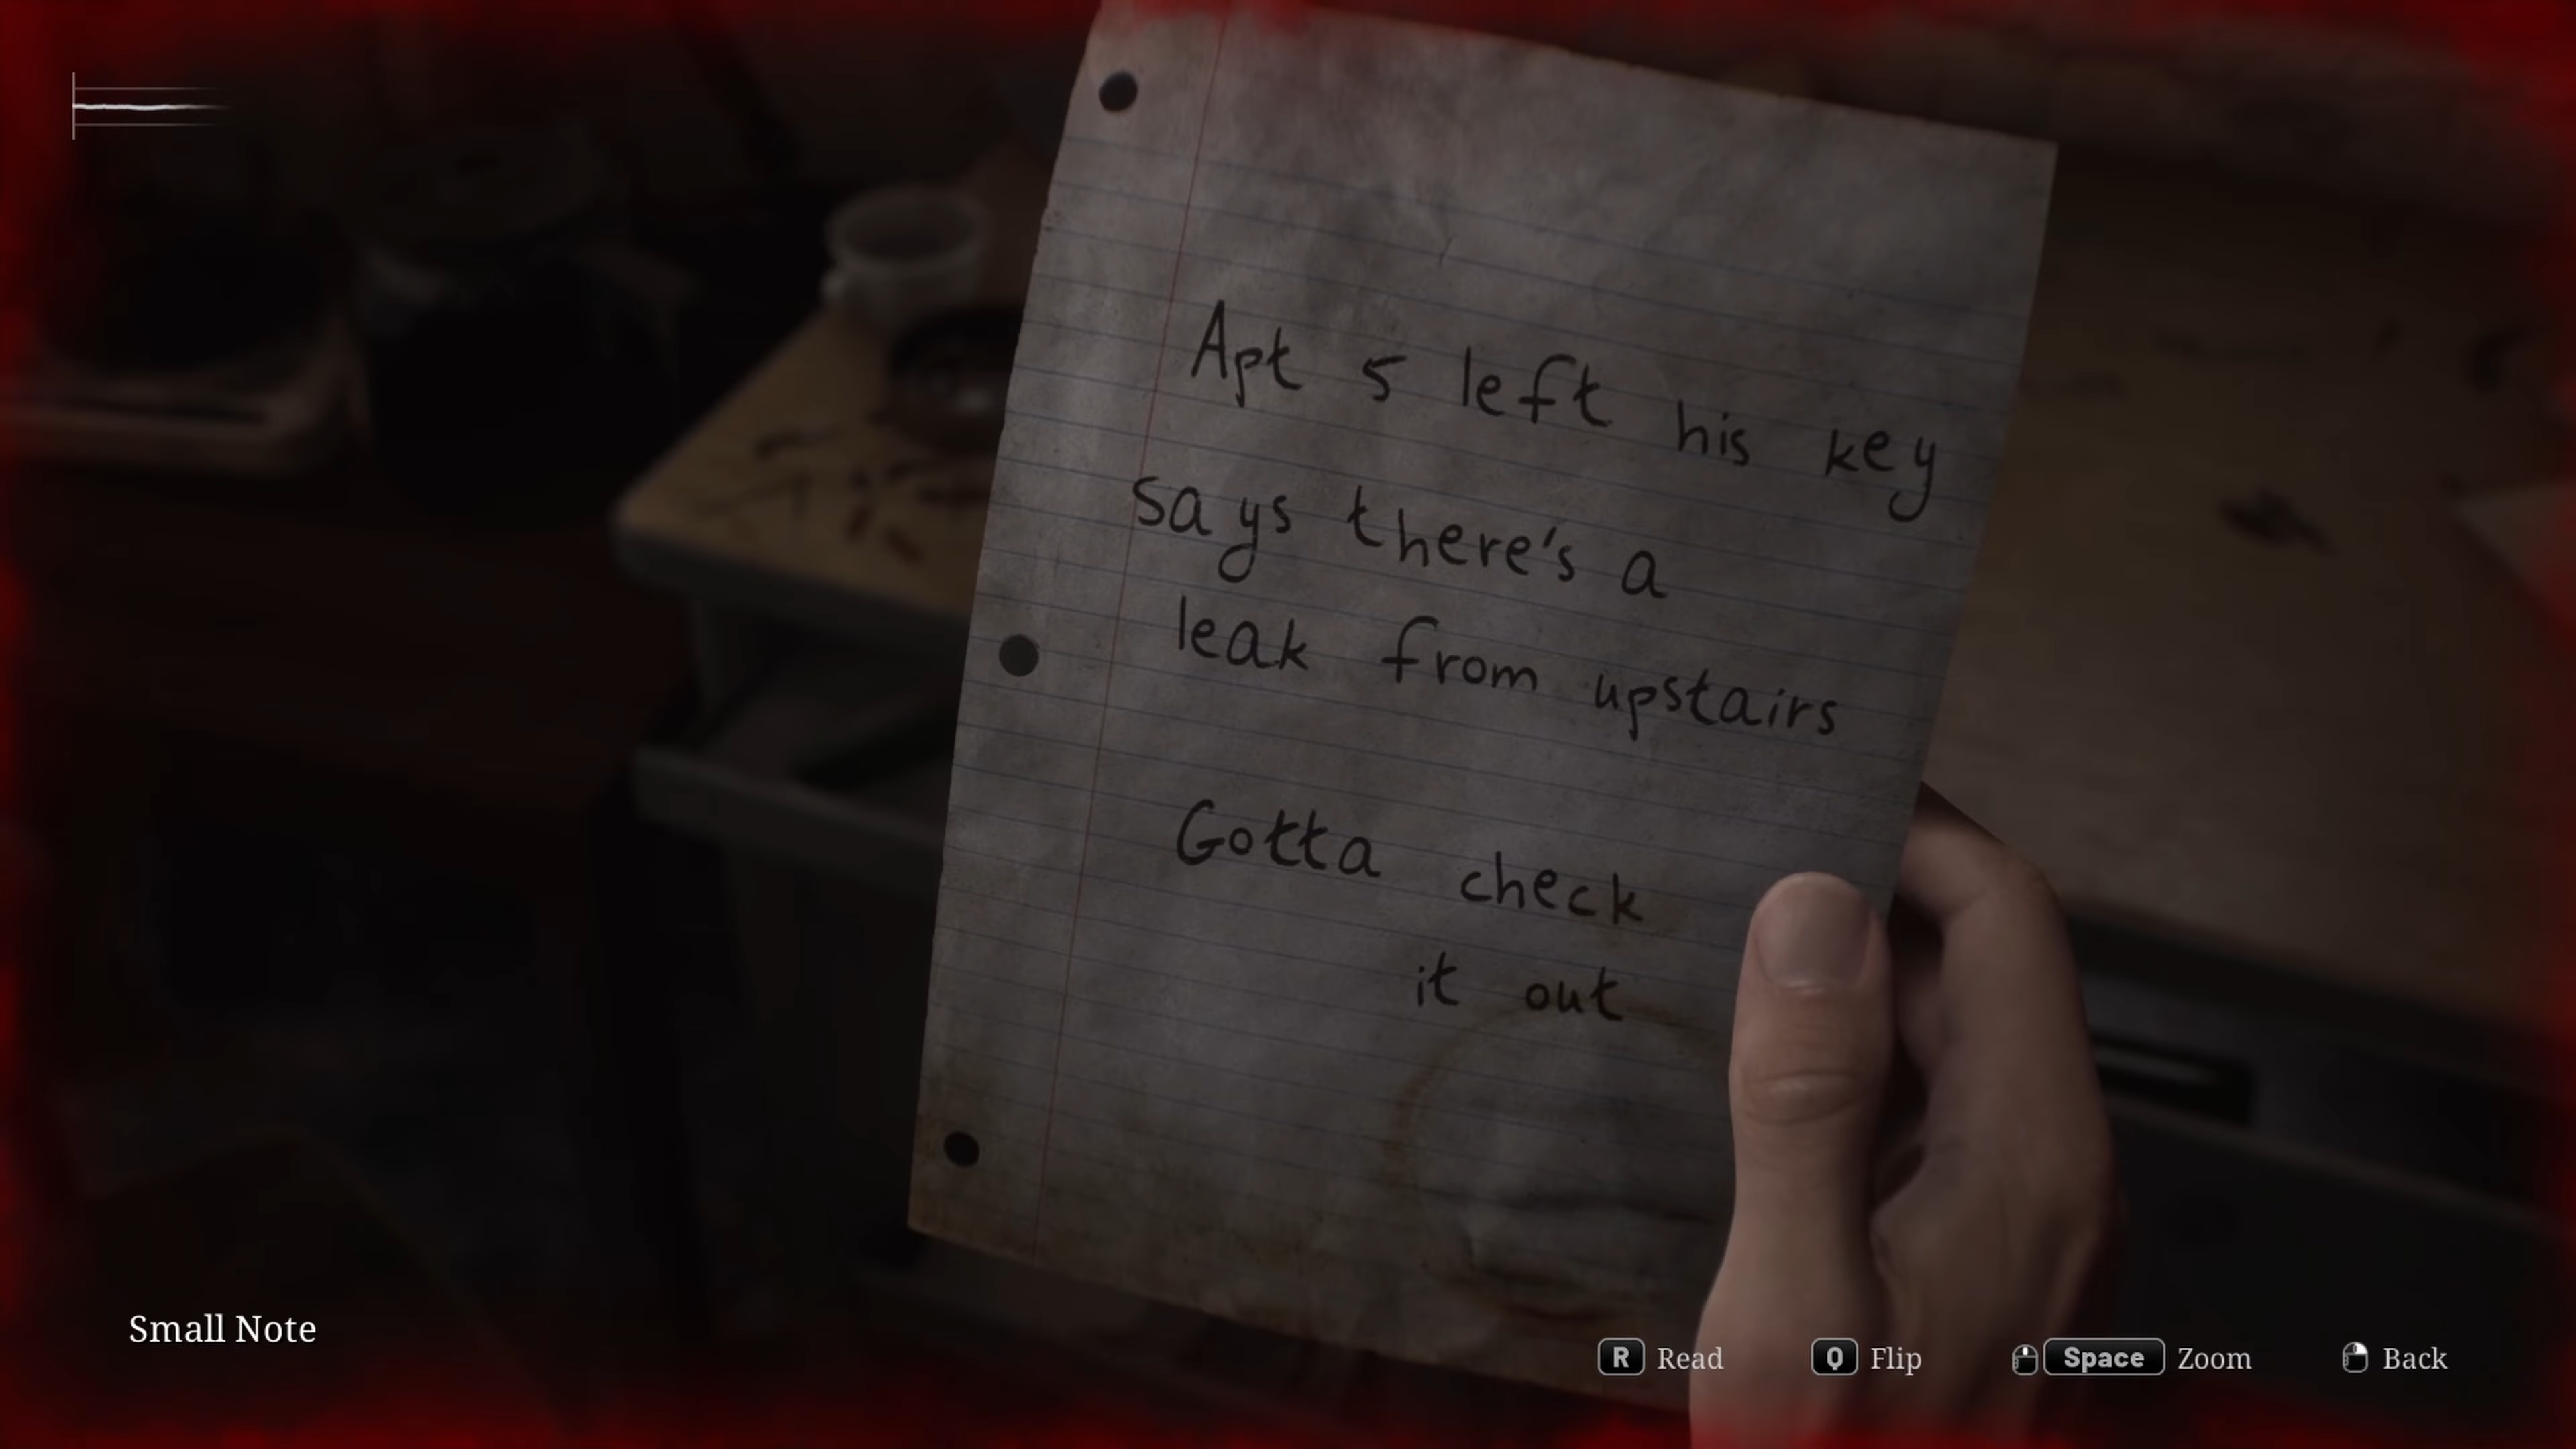 Apt 5 left his key
says there's a
leak from upstairs
Gotta check
it out
Small Note
R Read Q Flip Space Zoom Back